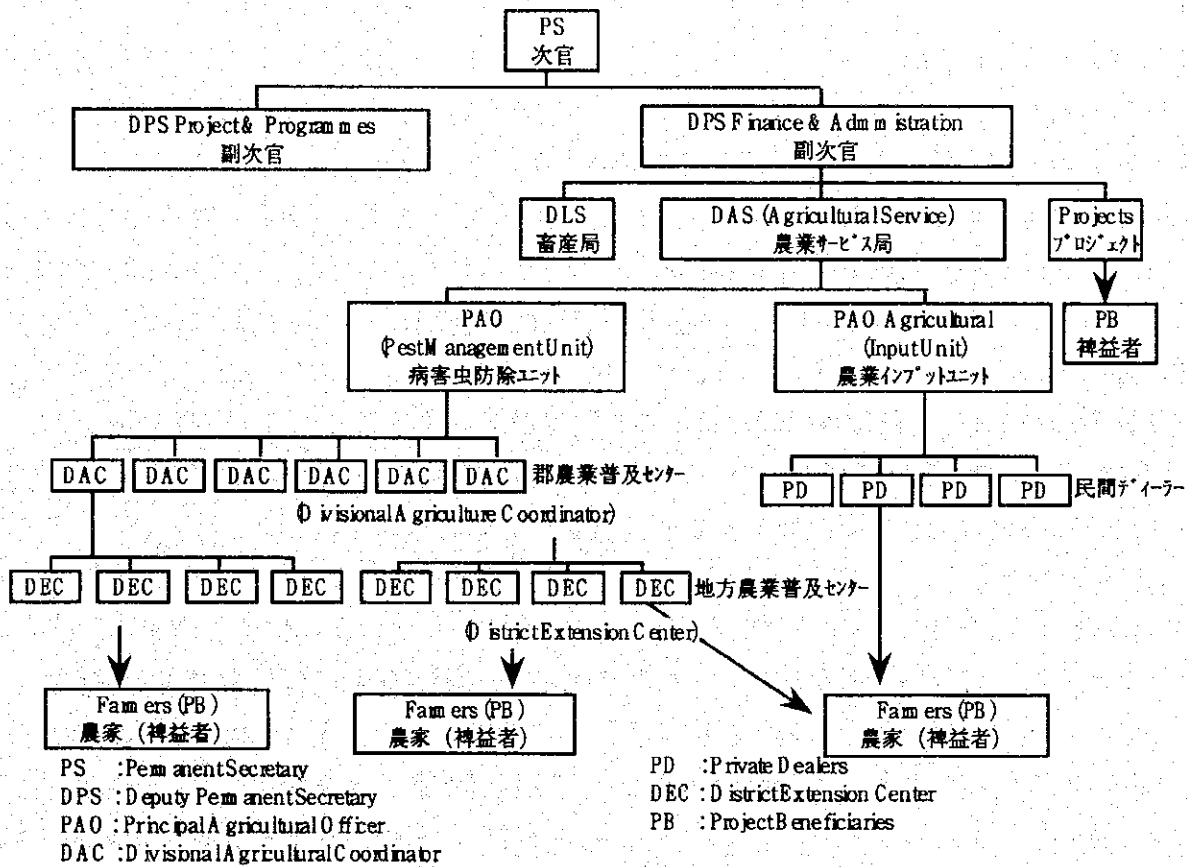 PS
次官
DPS Project & Programmes
副次官
DPS Finance & Administration
副次官
DLS
畜産局
DAS (Agricultural Service)
農業サービス局
Projects
プロジェクト
PAO
(Pest Management Unit)
病害虫防除ユニット
PAO Agricultural
(Input Unit)
農業インプットユニット
PB
裨益者
DAC DAC DAC DAC DAC DAC 郡農業普及センター
(Divisional Agriculture Coordinator)
PD PD PD PD 民間ディーラー
DEC DEC DEC DEC DEC DEC DEC DEC 地方農業普及センター
(District Extension Center)
Farmers (PB)
農家 (裨益者)
Farmers (PB)
農家 (裨益者)
Farmers (PB)
農家 (裨益者)
PS :Permanent Secretary
DPS :Deputy Permanent Secretary
PAO :Principal Agricultural Officer
DAC :Divisional Agricultural Coordinator
PD :Private Dealers
DEC :District Extension Center
PB :Project Beneficiaries